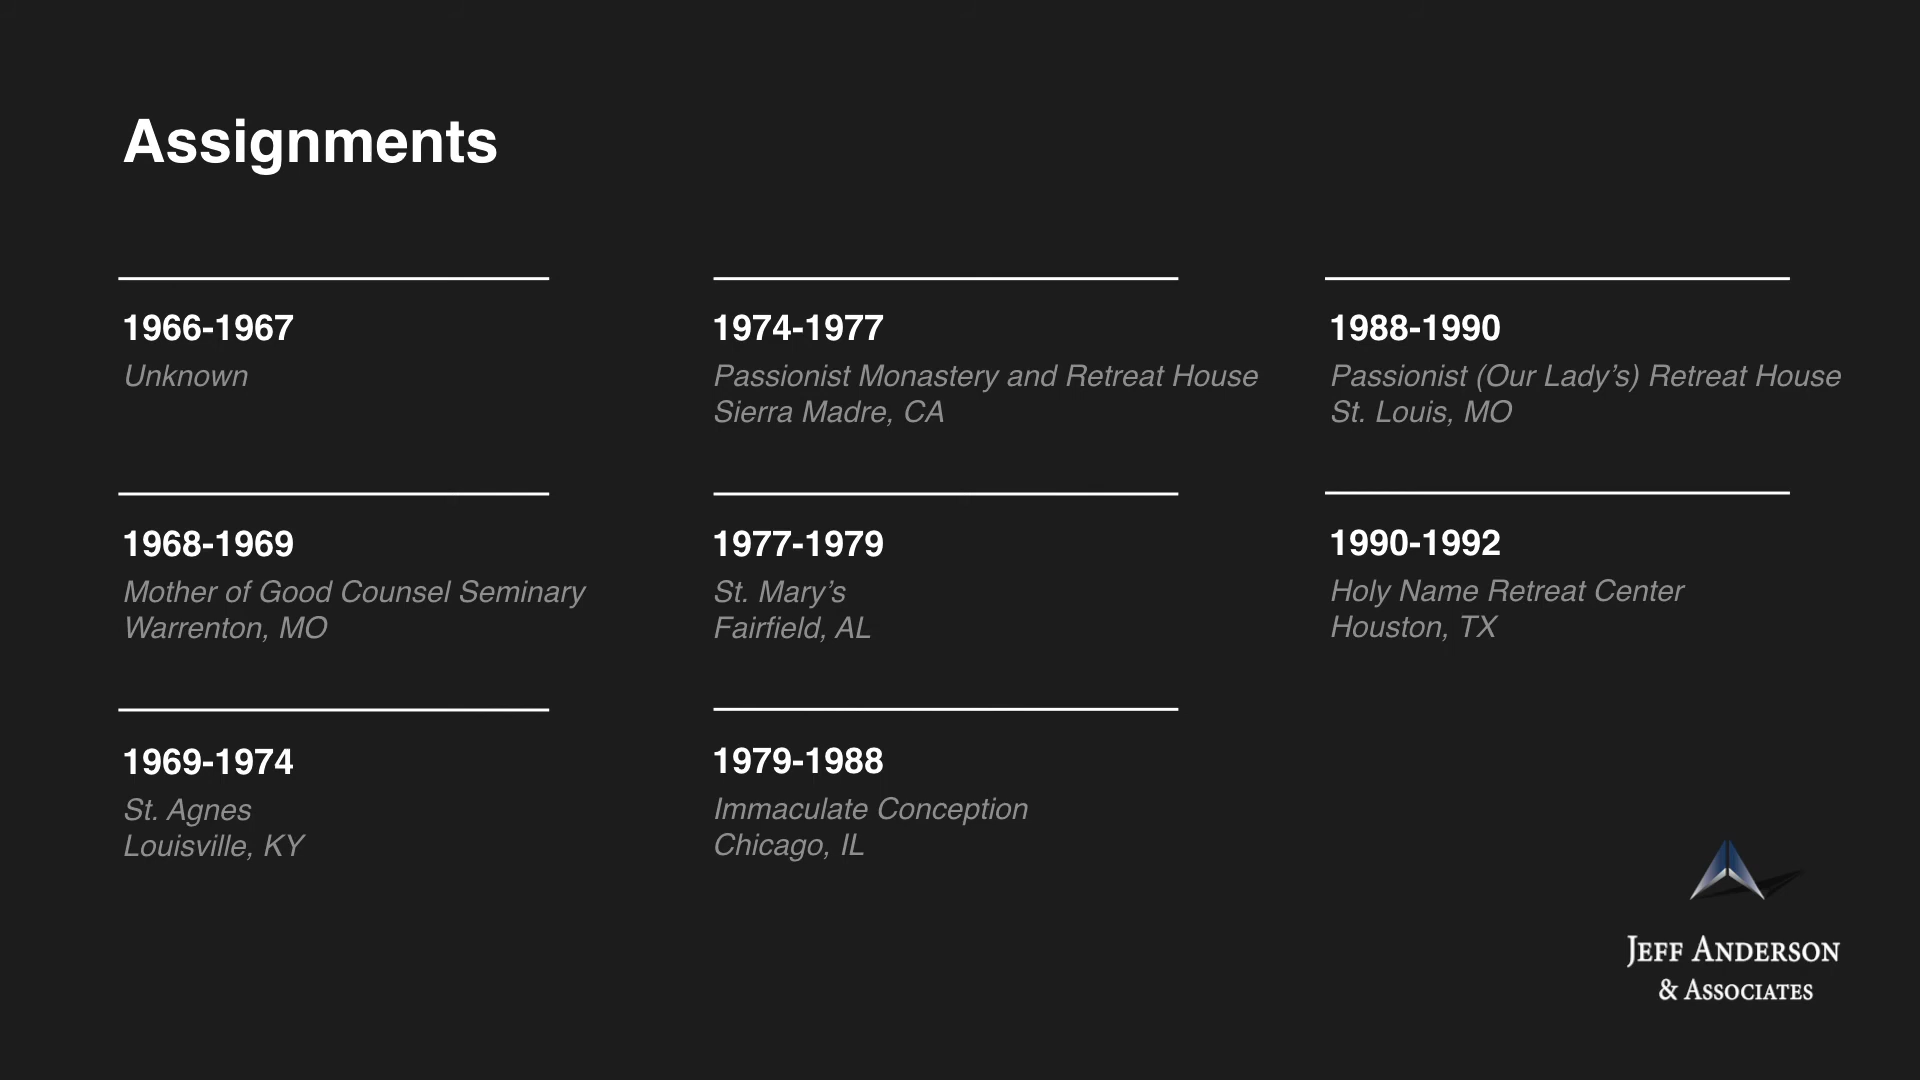 Assignments
1966-1967
Unknown
1968-1969
Mother of Good Counsel Seminary
Warrenton, MO
1969-1974
St. Agnes
Louisville, KY
1974-1977
Passionist Monastery and Retreat House
Sierra Madre, CA
1977-1979
St. Mary’s
Fairfield, AL
1979-1988
Immaculate Conception
Chicago, IL
1988-1990
Passionist (Our Lady’s) Retreat House
St. Louis, MO
1990-1992
Holy Name Retreat Center
Houston, TX
JEFF ANDERSON
& ASSOCIATES